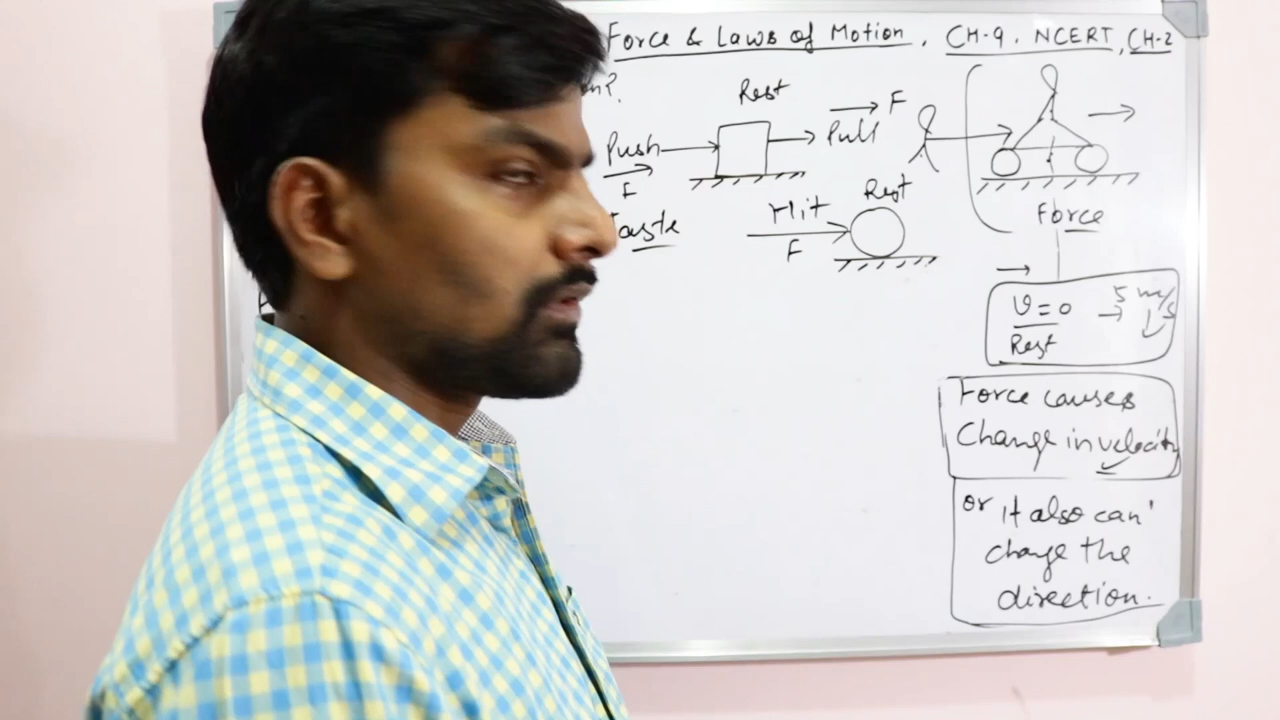 Force & Laws of Motion, CH-9, NCERT, CH-2
Rest
Push
F
Pull
F
Hit
F
Rest
Force
v = 0
Rest
5 m/s
Force causes
Change in velocity
or it also can
change the
direction.